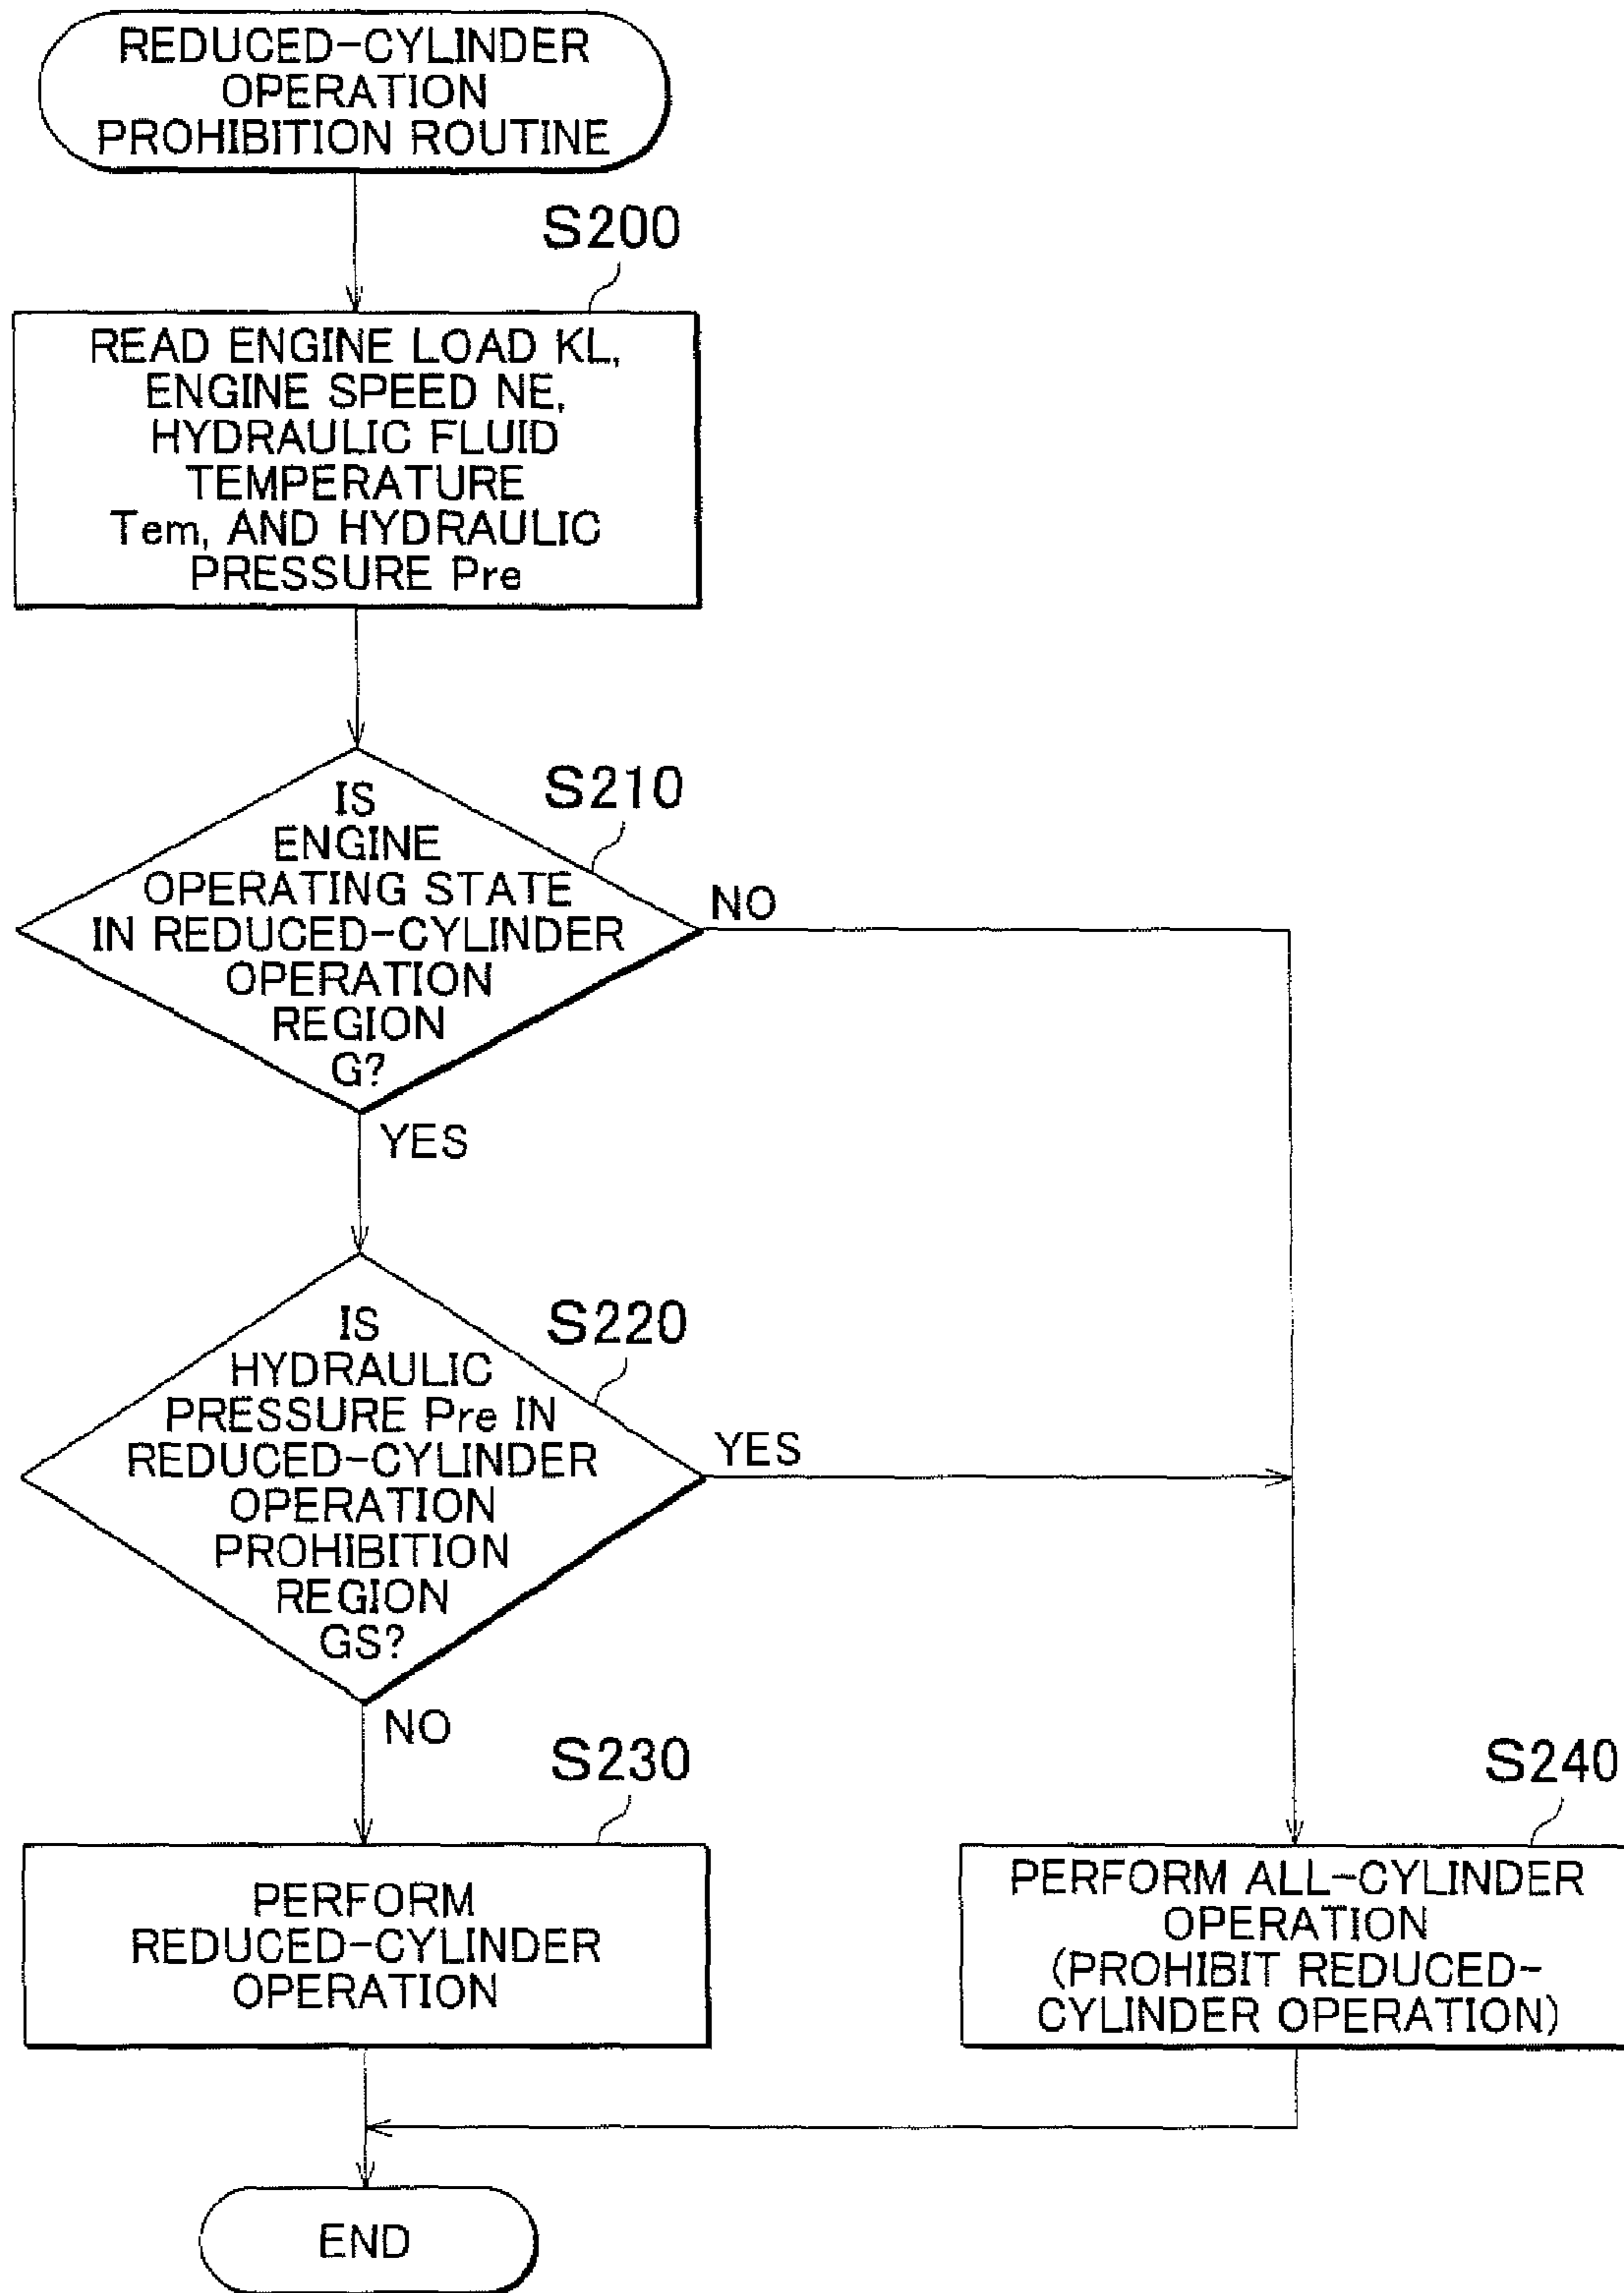 REDUCED-CYLINDER
OPERATION
PROHIBITION ROUTINE
S200
READ ENGINE LOAD KL,
ENGINE SPEED NE,
HYDRAULIC FLUID
TEMPERATURE
Tem, AND HYDRAULIC
PRESSURE Pre
S210
IS
ENGINE
OPERATING STATE
IN REDUCED-CYLINDER
OPERATION
REGION
G?
NO
YES
S220
IS
HYDRAULIC
PRESSURE Pre IN
REDUCED-CYLINDER
OPERATION
PROHIBITION
REGION
GS?
YES
NO
S230
PERFORM
REDUCED-CYLINDER
OPERATION
S240
PERFORM ALL-CYLINDER
OPERATION
(PROHIBIT REDUCED-
CYLINDER OPERATION)
END